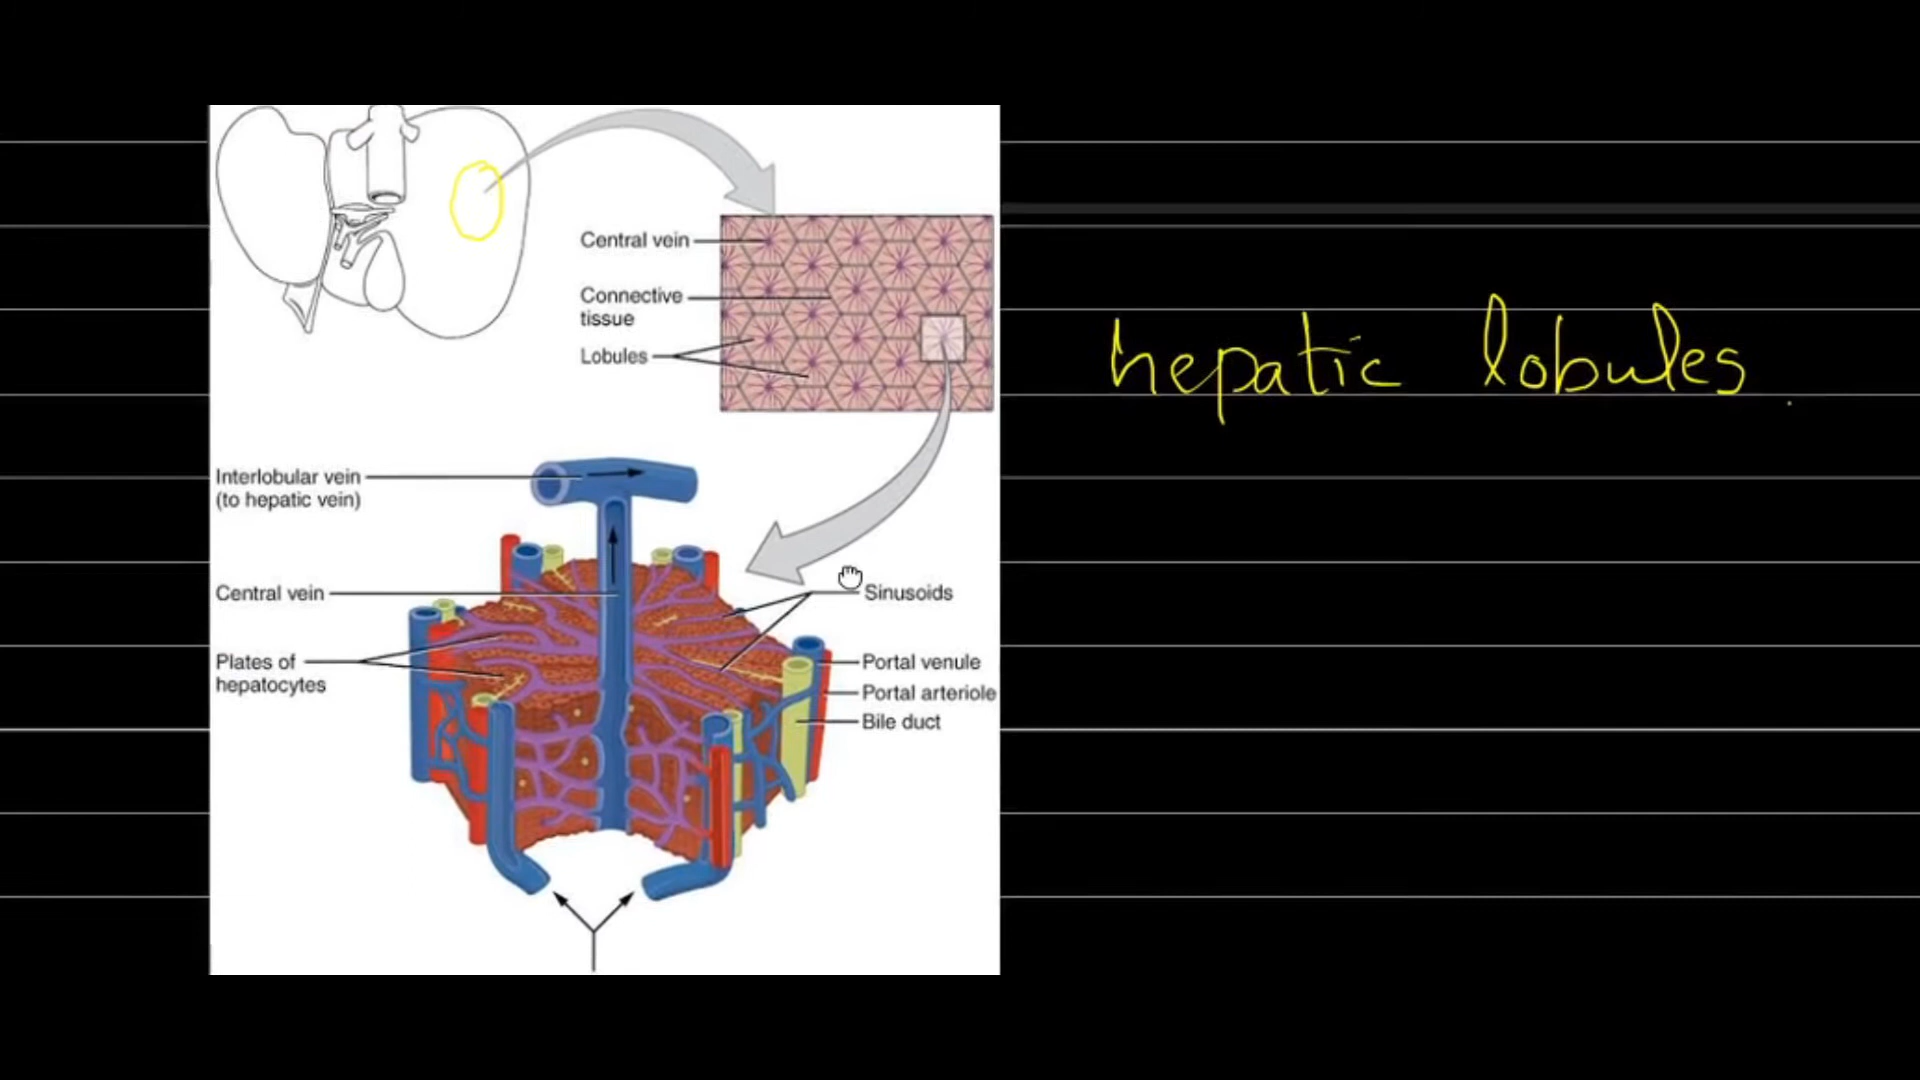 Central vein
Connective
tissue
Lobules
hepatic lobules
Interlobular vein
(to hepatic vein)
Central vein
Sinusoids
Plates of
hepatocytes
Portal venule
Portal arteriole
Bile duct